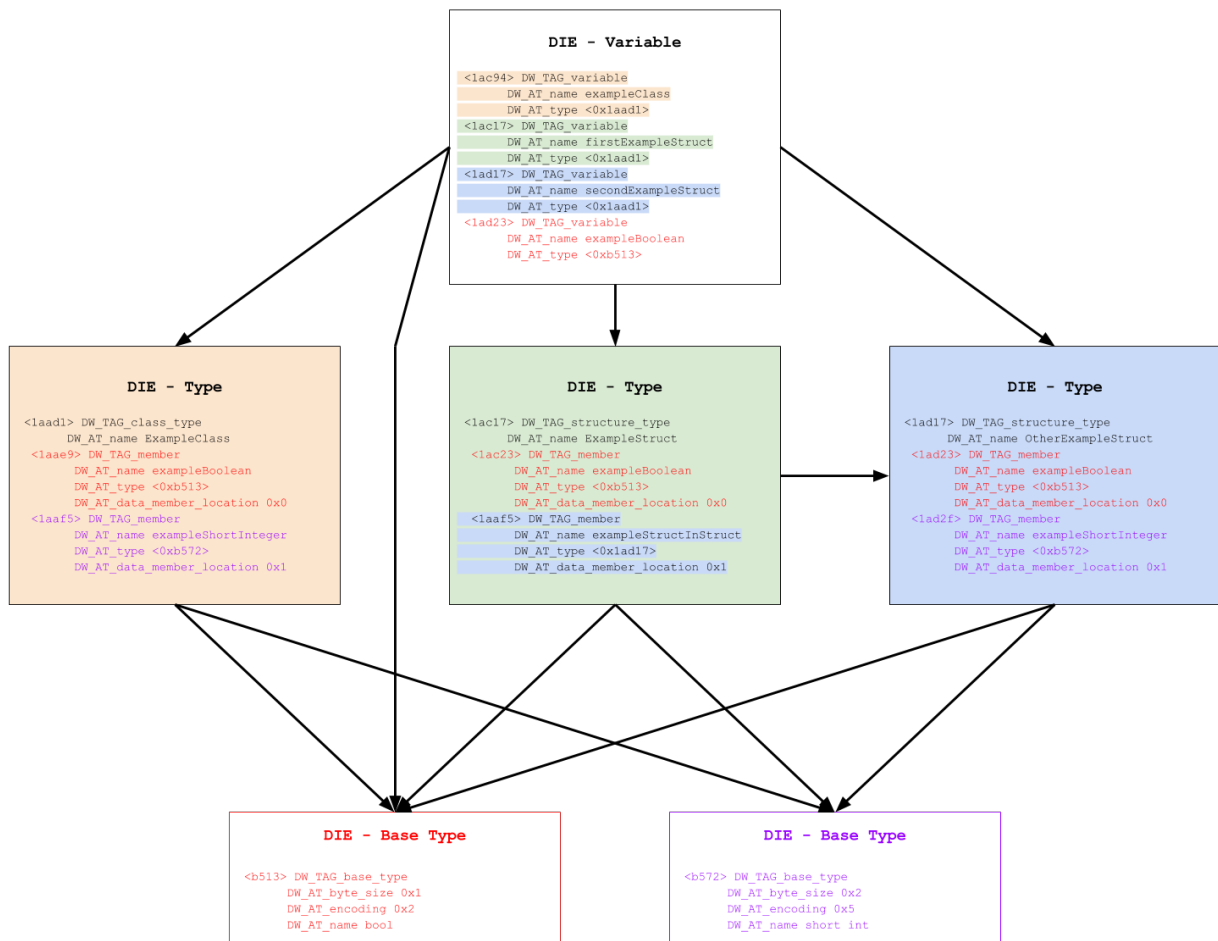 DIE - Variable
<1ac94> DW_TAG_variable
DW_AT_name exampleClass
DW_AT_type <0x1aad1>
<1ac17> DW_TAG_variable
DW_AT_name firstExampleStruct
DW_AT_type <0x1aad1>
<1ad17> DW_TAG_variable
DW_AT_name secondExampleStruct
DW_AT_type <0x1aad1>
<1ad23> DW_TAG_variable
DW_AT_name exampleBoolean
DW_AT_type <0xb513>
DIE - Type
<1aad1> DW_TAG_class_type
DW_AT_name ExampleClass
<1aae9> DW_TAG_member
DW_AT_name exampleBoolean
DW_AT_type <0xb513>
DW_AT_data_member_location 0x0
<1aaf5> DW_TAG_member
DW_AT_name exampleShortInteger
DW_AT_type <0xb572>
DW_AT_data_member_location 0x1
DIE - Type
<1ac17> DW_TAG_structure_type
DW_AT_name ExampleStruct
<1ac23> DW_TAG_member
DW_AT_name exampleBoolean
DW_AT_type <0xb513>
DW_AT_data_member_location 0x0
<1aaf5> DW_TAG_member
DW_AT_name exampleStructInStruct
DW_AT_type <0x1ad17>
DW_AT_data_member_location 0x1
DIE - Type
<1ad17> DW_TAG_structure_type
DW_AT_name OtherExampleStruct
<1ad23> DW_TAG_member
DW_AT_name exampleBoolean
DW_AT_type <0xb513>
DW_AT_data_member_location 0x0
<1ad2f> DW_TAG_member
DW_AT_name exampleShortInteger
DW_AT_type <0xb572>
DW_AT_data_member_location 0x1
DIE - Base Type
<b513> DW_TAG_base_type
DW_AT_byte_size 0x1
DW_AT_encoding 0x2
DW_AT_name bool
DIE - Base Type
<b572> DW_TAG_base_type
DW_AT_byte_size 0x2
DW_AT_encoding 0x5
DW_AT_name short int